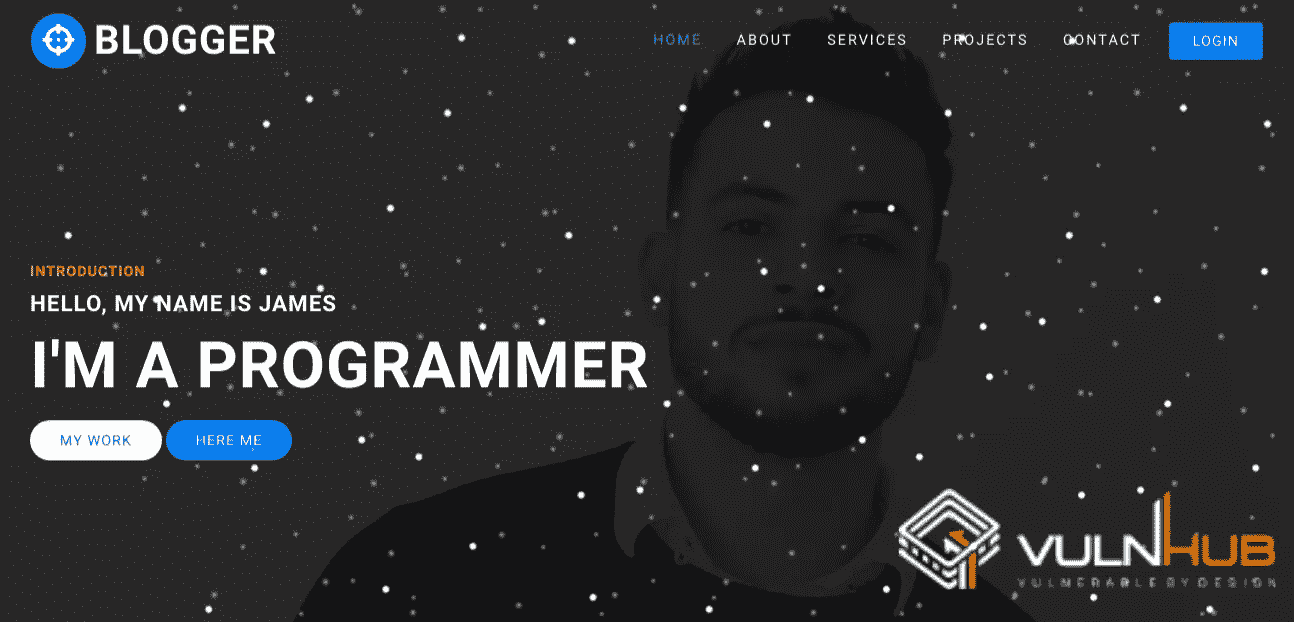 BLOGGER
HOME ABOUT SERVICES PROJECTS CONTACT LOGIN
INTRODUCTION
HELLO, MY NAME IS JAMES
I'M A PROGRAMMER
MY WORK HERE ME
VULNHUB
VULNERABLE BY DESIGN